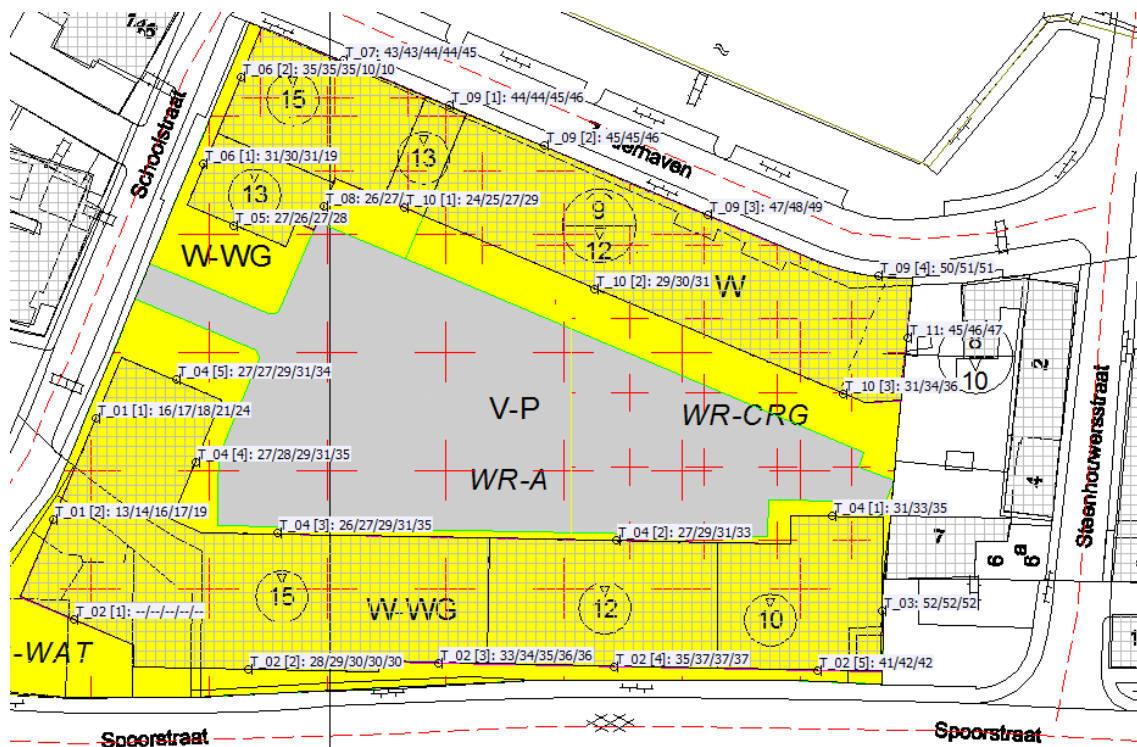 T_07: 43/43/44/44/45
T_06 [2]: 35/35/35/10/10
15
T_09 [1]: 44/44/45/46
T_09 [2]: 45/45/46
13
T_06 [1]: 31/30/31/19
Schoolstraat
13
T_08: 26/27/
T_10 [1]: 24/25/27/29
T_05: 27/26/27/28
9
12
T_09 [3]: 47/48/49
W-WG
T_09 [4]: 50/51/51
T_10 [2]: 29/30/31
W
T_11: 45/46/47
10
2
T_04 [5]: 27/27/29/31/34
T_10 [3]: 31/34/36
V-P
WR-CRG
T_01 [1]: 16/17/18/21/24
T_04 [4]: 27/28/29/31/35
WR-A
4
Steenhouwersstraat
T_01 [2]: 13/14/16/17/19
T_04 [3]: 26/27/29/31/35
T_04 [2]: 27/29/31/33
T_04 [1]: 31/33/35
7
6
6a
15
W-WG
12
10
T_03: 52/52/52
T_02 [1]: --/--/--/--/--
-WAT
T_02 [2]: 28/29/30/30/30
T_02 [3]: 33/34/35/36/36
T_02 [4]: 35/37/37/37
T_02 [5]: 41/42/42
Spoorstraat
Spoorstraat